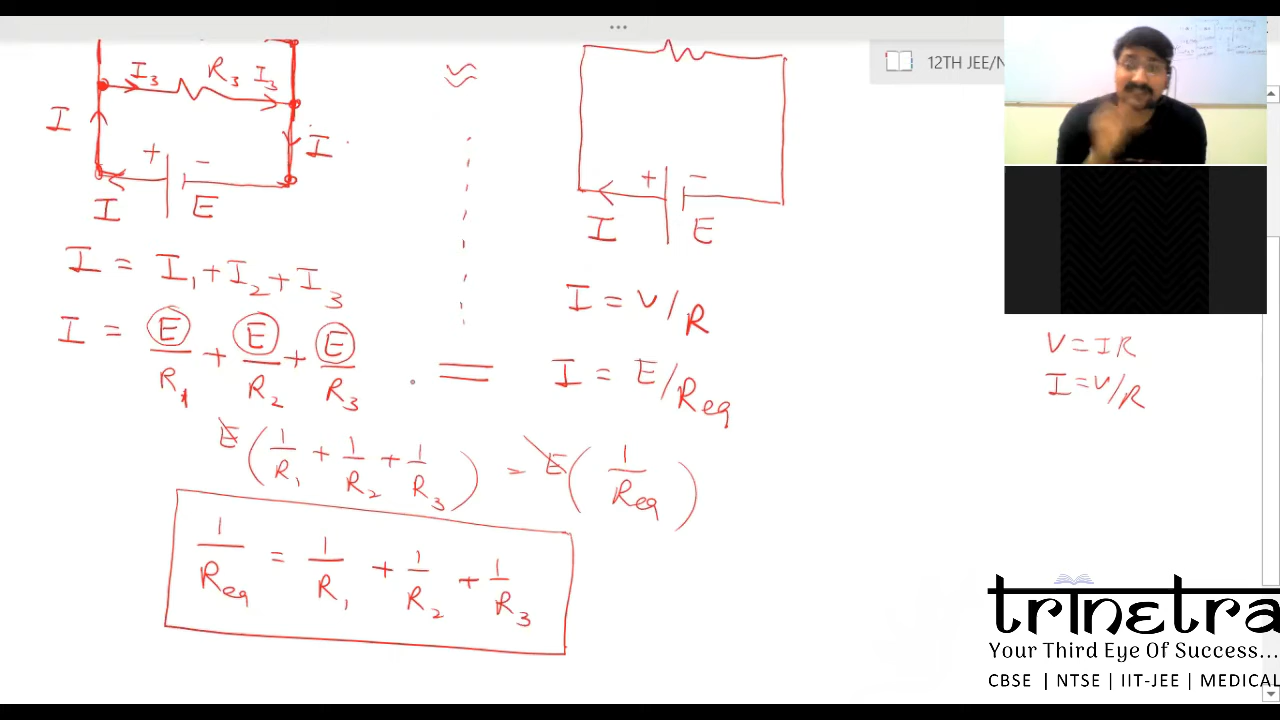 I₃ R₃ I₃
12TH JEE/N
I
I
+ -
I E
+ -
I E
I = I₁ + I₂ + I₃
I = V/R
I = E/R₁ + E/R₂ + E/R₃ = I = E/Req
V = IR
I = V/R
E(1/R₁ + 1/R₂ + 1/R₃) = E(1/Req)
1/Req = 1/R₁ + 1/R₂ + 1/R₃
trInetra
Your Third Eye Of Success...
CBSE | NTSE | IIT-JEE | MEDICAL